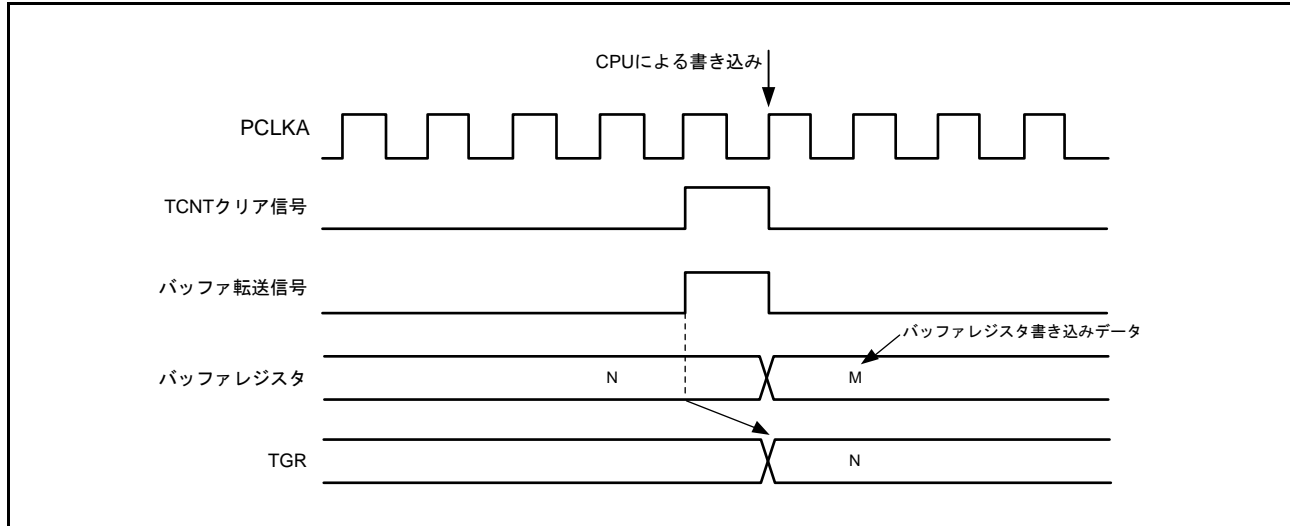 CPUによる書き込み
PCLKA
TCNTクリア信号
バッファ転送信号
バッファレジスタ書き込みデータ
バッファレジスタ
N
M
TGR
N